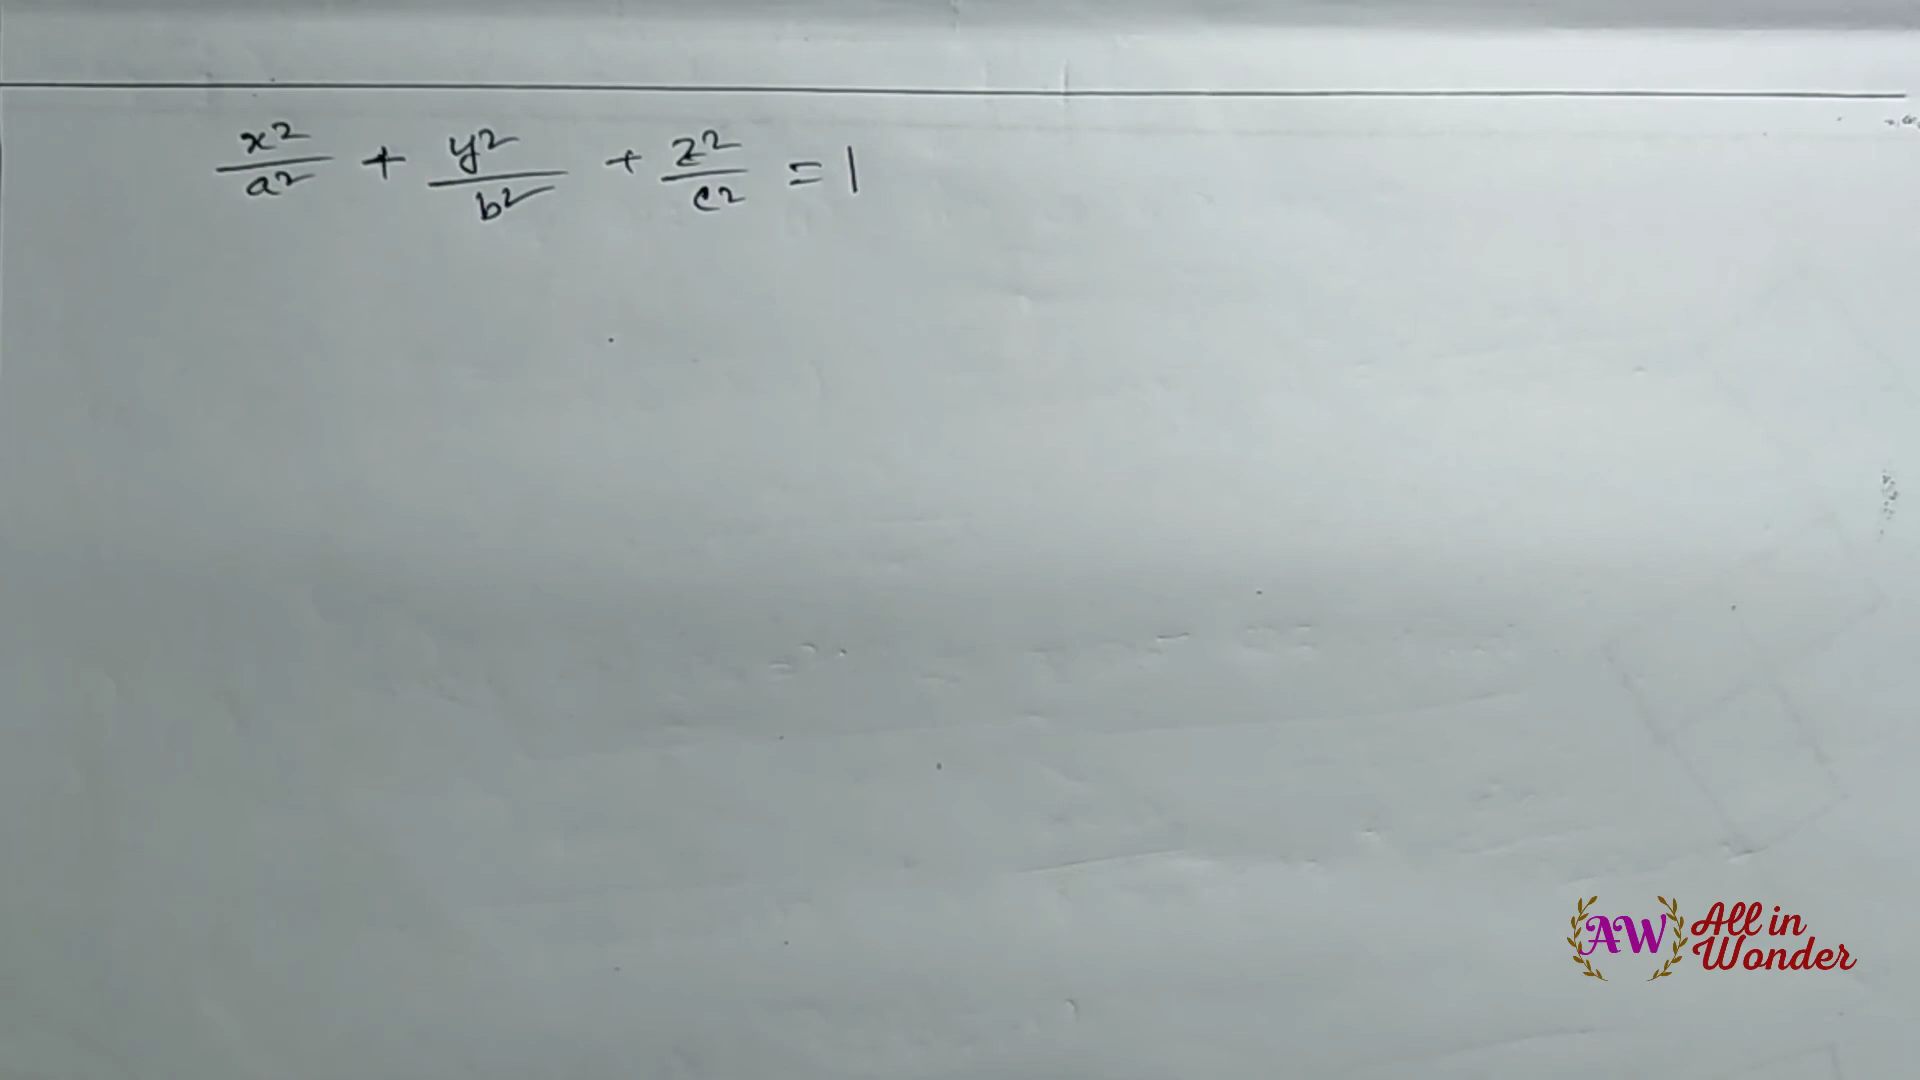 x²/a² + y²/b² + z²/c² = 1
AW All in
Wonder